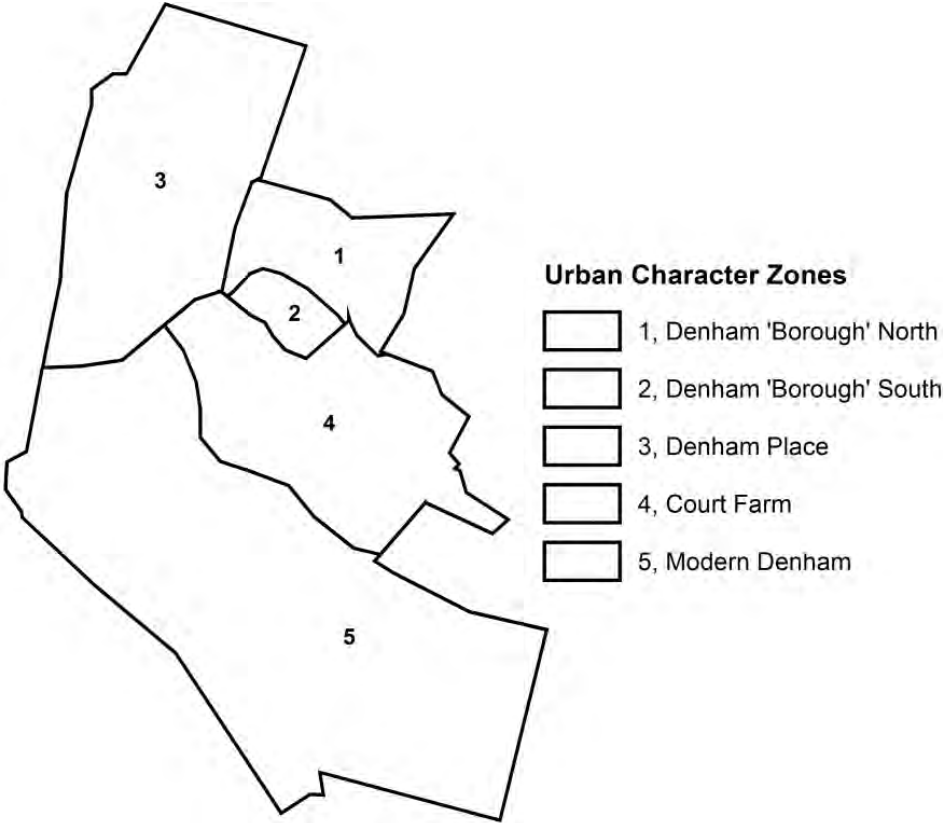 3
1
2
4
5
Urban Character Zones
1, Denham 'Borough' North
2, Denham 'Borough' South
3, Denham Place
4, Court Farm
5, Modern Denham